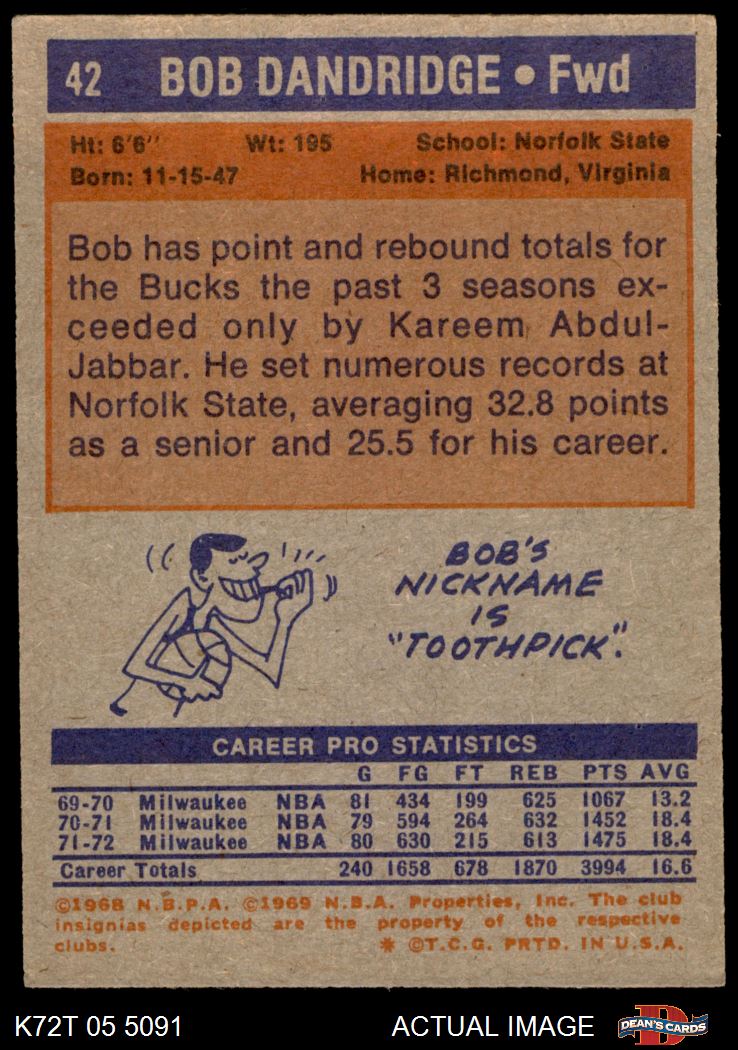 42 BOB DANDRIDGE • Fwd
Ht: 6'6" Wt: 195 School: Norfolk State
Born: 11-15-47 Home: Richmond, Virginia
Bob has point and rebound totals for
the Bucks the past 3 seasons ex-
ceeded only by Kareem Abdul-
Jabbar. He set numerous records at
Norfolk State, averaging 32.8 points
as a senior and 25.5 for his career.
BOB'S
NICKNAME
IS
"TOOTHPICK".
CAREER PRO STATISTICS
G FG FT REB PTS AVG
69-70 Milwaukee NBA 81 434 199 625 1067 13.2
70-71 Milwaukee NBA 79 594 264 632 1452 18.4
71-72 Milwaukee NBA 80 630 215 613 1475 18.4
Career Totals 240 1658 678 1870 3994 16.6
©1968 N.B.P.A. ©1969 N.B.A. Properties, Inc. The club
insignias depicted are the property of the respective
clubs. * ©T.C.G. PRTD. IN U.S.A.
K72T 05 5091 ACTUAL IMAGE D DEAN'S CARDS